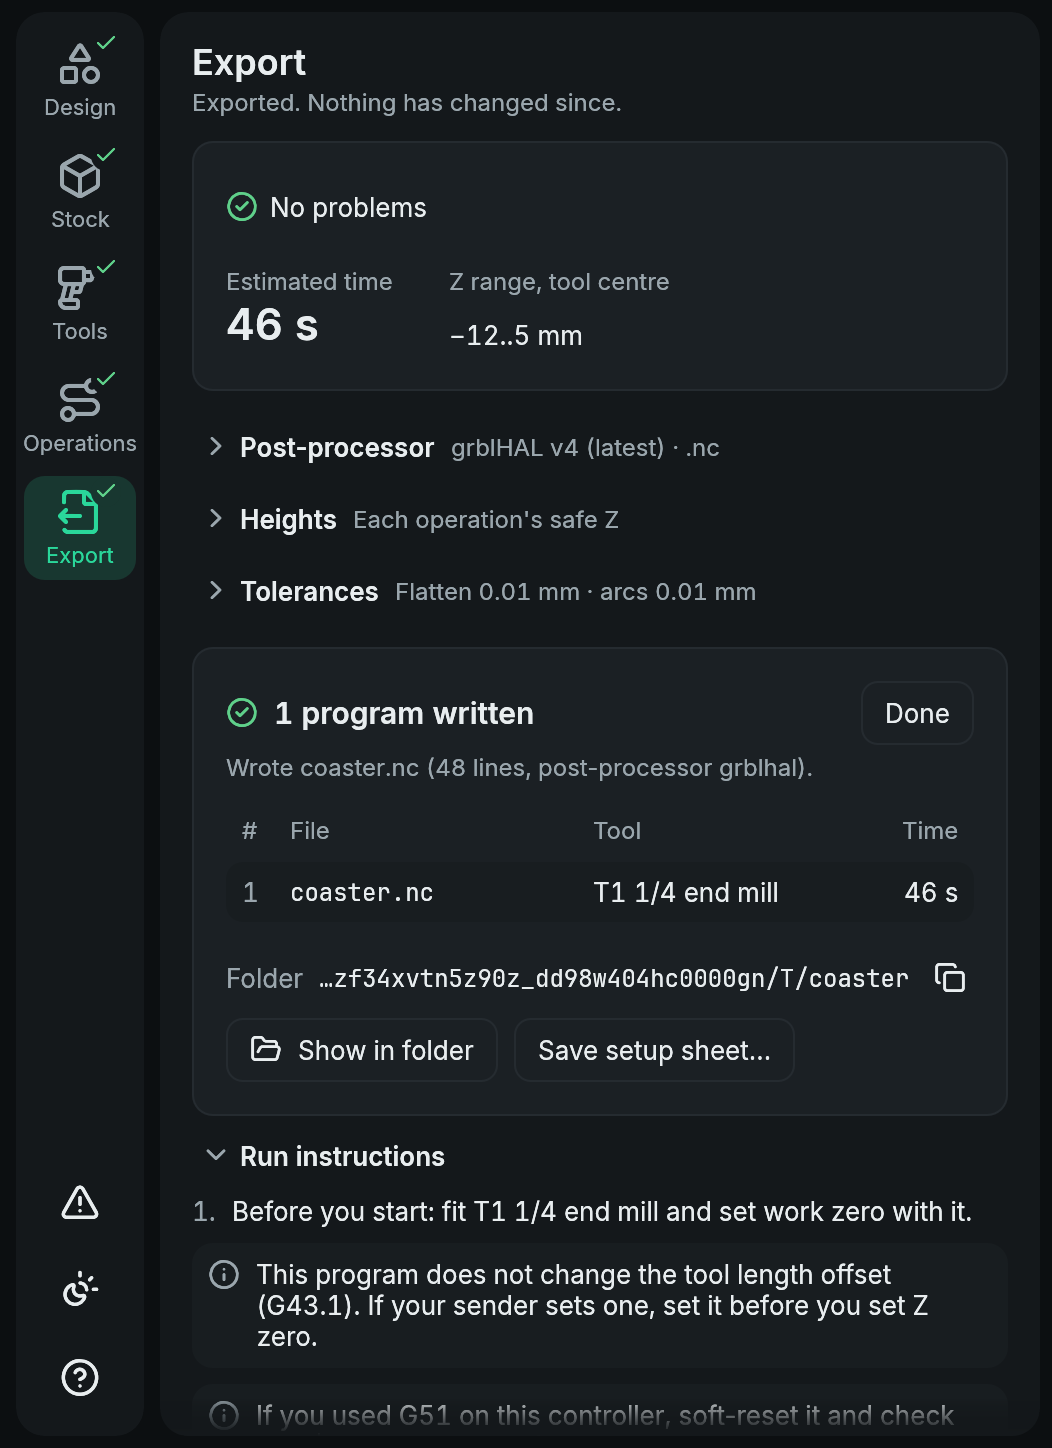 Design
Stock
Tools
Operations
Export
Export
Exported. Nothing has changed since.
No problems
Estimated time
46 s
Z range, tool centre
−12..5 mm
Post-processor grblHAL v4 (latest) · .nc
Heights Each operation's safe Z
Tolerances Flatten 0.01 mm · arcs 0.01 mm
1 program written
Done
Wrote coaster.nc (48 lines, post-processor grblhal).
# File Tool Time
1 coaster.nc T1 1/4 end mill 46 s
Folder …zf34xvtn5z90z_dd98w404hc0000gn/T/coaster
Show in folder
Save setup sheet...
Run instructions
1. Before you start: fit T1 1/4 end mill and set work zero with it.
This program does not change the tool length offset
(G43.1). If your sender sets one, set it before you set Z
zero.
If you used G51 on this controller, soft-reset it and check